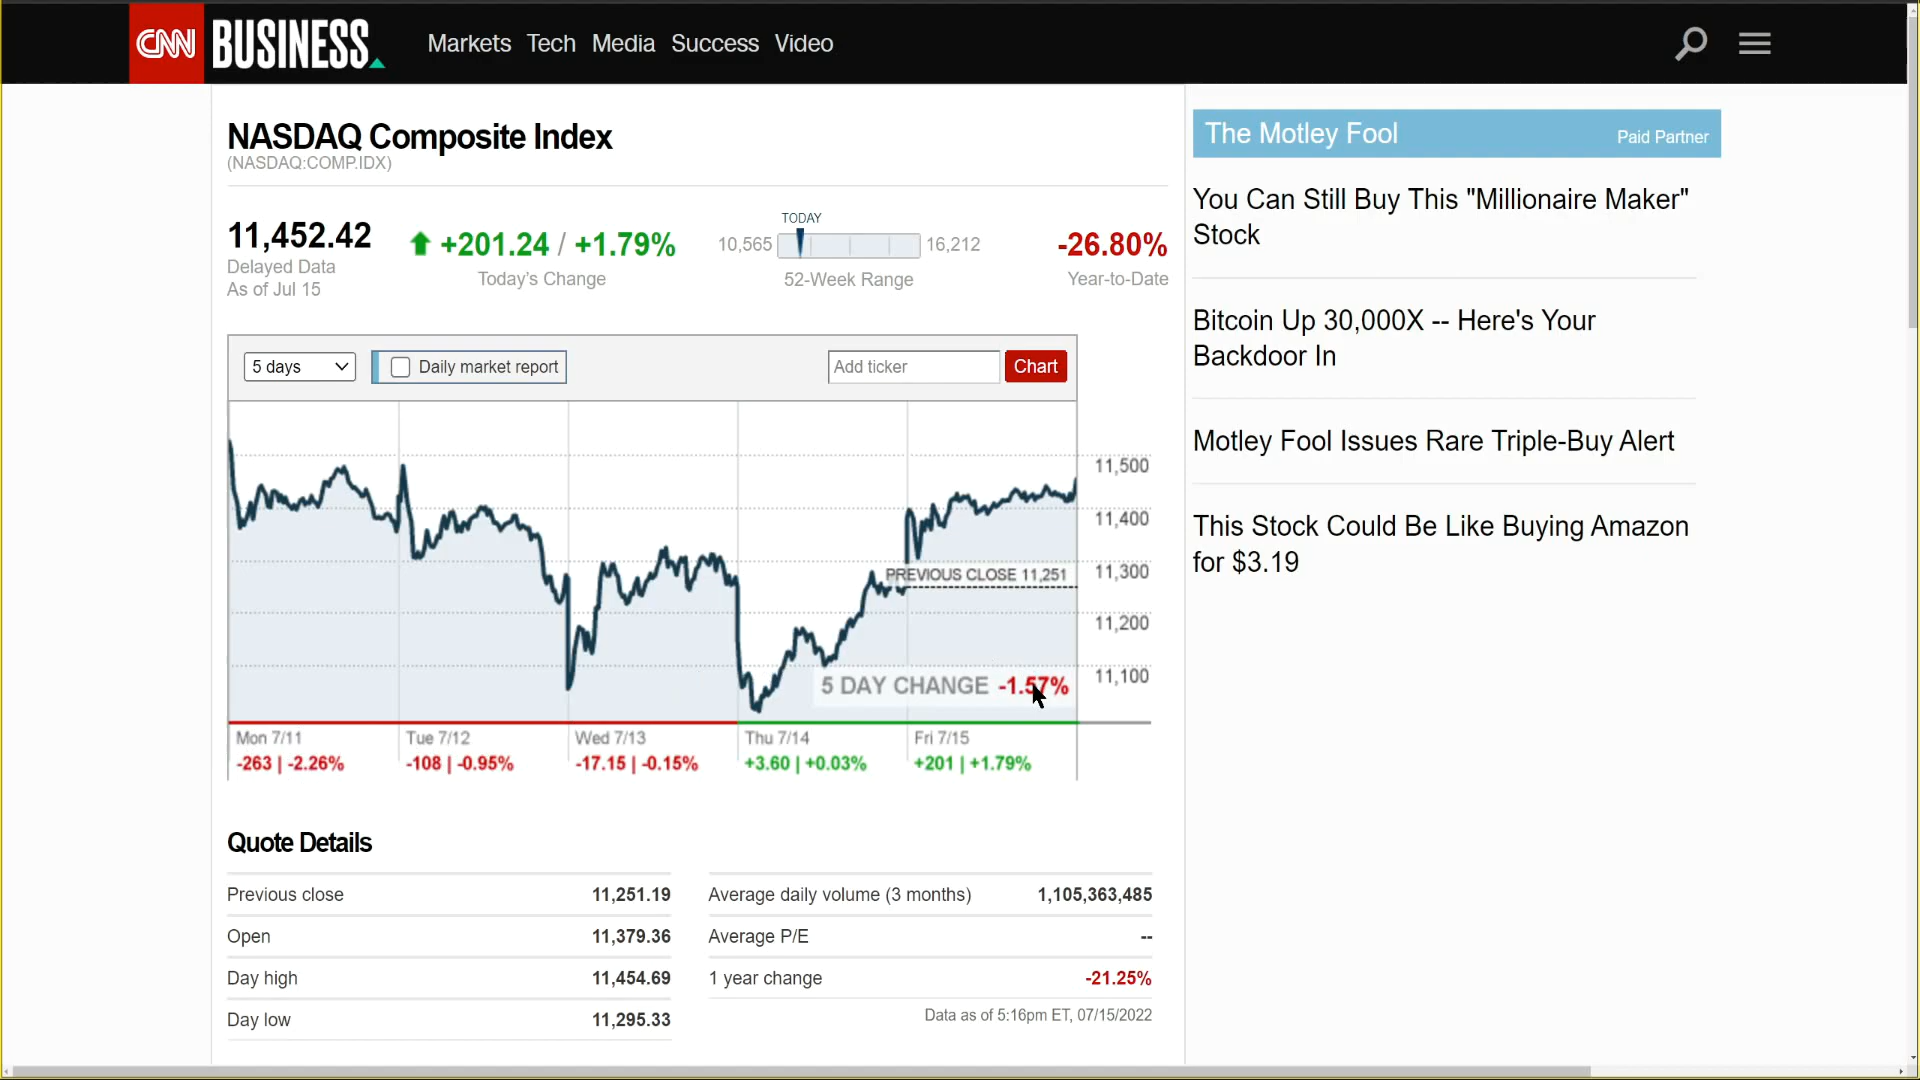 CNN BUSINESS Markets Tech Media Success Video
NASDAQ Composite Index
(NASDAQ:COMP.IDX)
11,452.42
Delayed Data
As of Jul 15
+201.24 / +1.79%
Today's Change
TODAY
10,565 16,212
52-Week Range
-26.80%
Year-to-Date
5 days
Daily market report
Add ticker
Chart
11,500
11,400
11,300
11,200
11,100
PREVIOUS CLOSE 11,251
5 DAY CHANGE -1.57%
Mon 7/11 Tue 7/12 Wed 7/13 Thu 7/14 Fri 7/15
-263 | -2.26% -108 | -0.95% -17.15 | -0.15% +3.60 | +0.03% +201 | +1.79%
Quote Details
Previous close 11,251.19
Open 11,379.36
Day high 11,454.69
Day low 11,295.33
Average daily volume (3 months) 1,105,363,485
Average P/E --
1 year change -21.25%
Data as of 5:16pm ET, 07/15/2022
The Motley Fool Paid Partner
You Can Still Buy This "Millionaire Maker"
Stock
Bitcoin Up 30,000X -- Here's Your
Backdoor In
Motley Fool Issues Rare Triple-Buy Alert
This Stock Could Be Like Buying Amazon
for $3.19